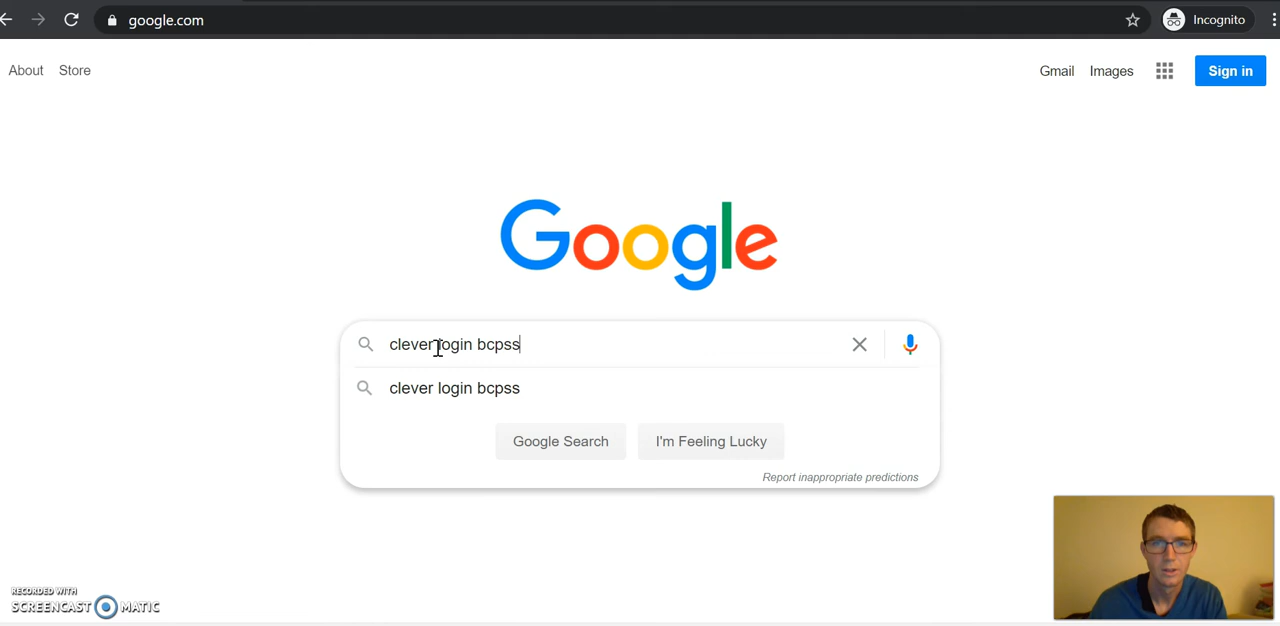 google.com
Incognito
About Store
Gmail Images Sign in
Google
clever login bcpss
clever login bcpss
Google Search I'm Feeling Lucky
Report inappropriate predictions
RECORDED WITH
SCREENCAST MATIC